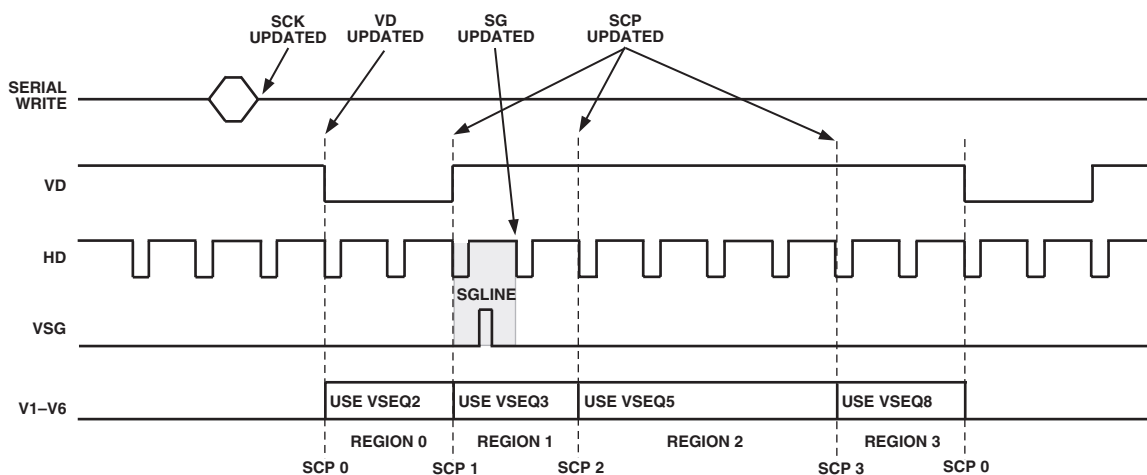 SCK
UPDATED
VD
UPDATED
SG
UPDATED
SCP
UPDATED
SERIAL
WRITE
VD
HD
SGLINE
VSG
V1–V6
USE VSEQ2
USE VSEQ3
USE VSEQ5
USE VSEQ8
REGION 0
REGION 1
REGION 2
REGION 3
SCP 0
SCP 1
SCP 2
SCP 3
SCP 0